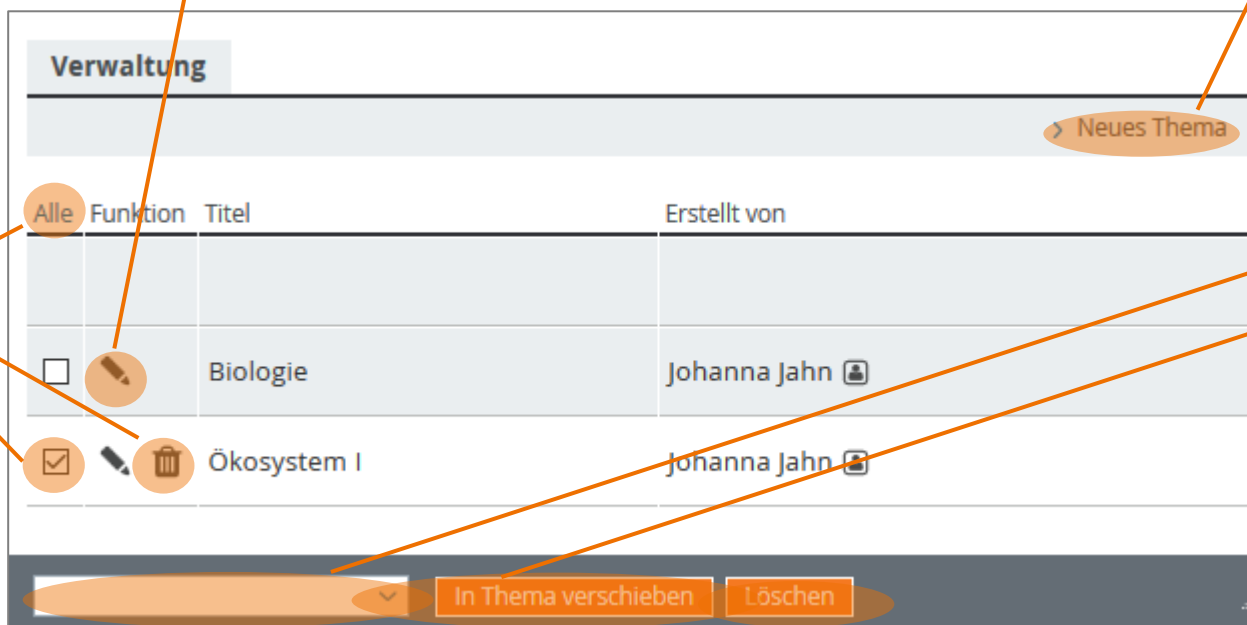 Verwaltung
Neues Thema
Alle Funktion Titel Erstellt von
Biologie Johanna Jahn
Ökosystem I Johanna Jahn
In Thema verschieben Löschen